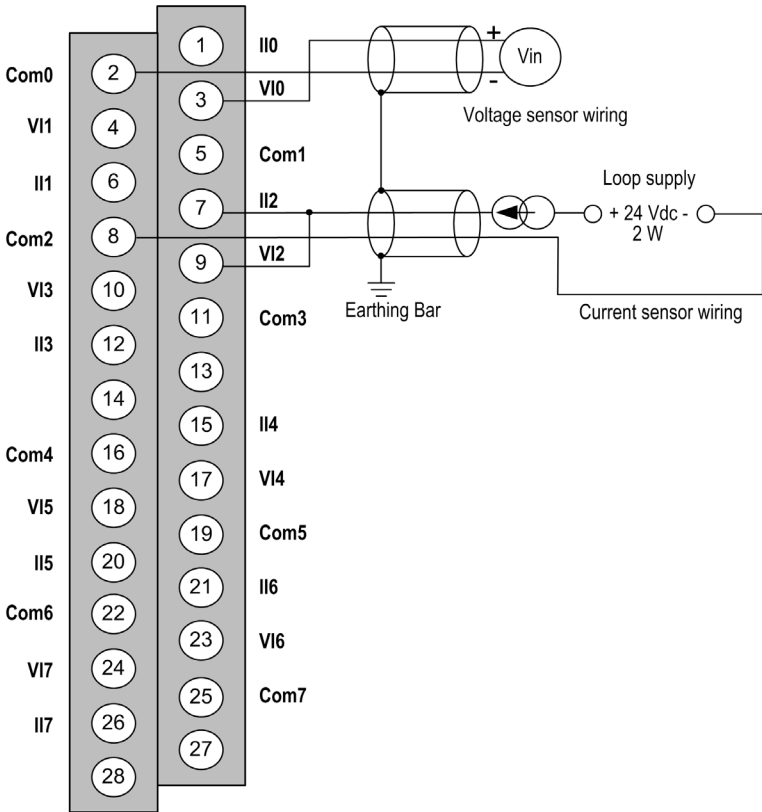 1 II0
Com0 2
3 VI0
+
-
Vin
Voltage sensor wiring
VI1 4
5 Com1
II1 6
7 II2
Loop supply
+ 24 Vdc -
2 W
Com2 8
9 VI2
VI3 10
Earthing Bar
Current sensor wiring
11 Com3
II3 12
13
14
15 II4
Com4 16
17 VI4
VI5 18
19 Com5
II5 20
21 II6
Com6 22
23 VI6
VI7 24
25 Com7
II7 26
27
28